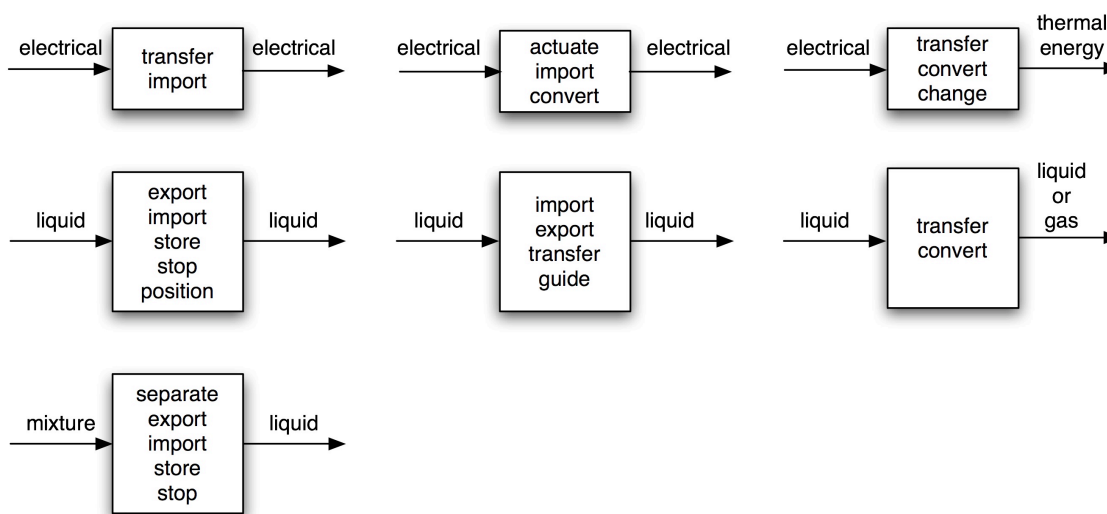 electrical
transfer
import
electrical
electrical
actuate
import
convert
electrical
electrical
transfer
convert
change
thermal
energy
liquid
export
import
store
stop
position
liquid
liquid
import
export
transfer
guide
liquid
liquid
transfer
convert
liquid
or
gas
mixture
separate
export
import
store
stop
liquid